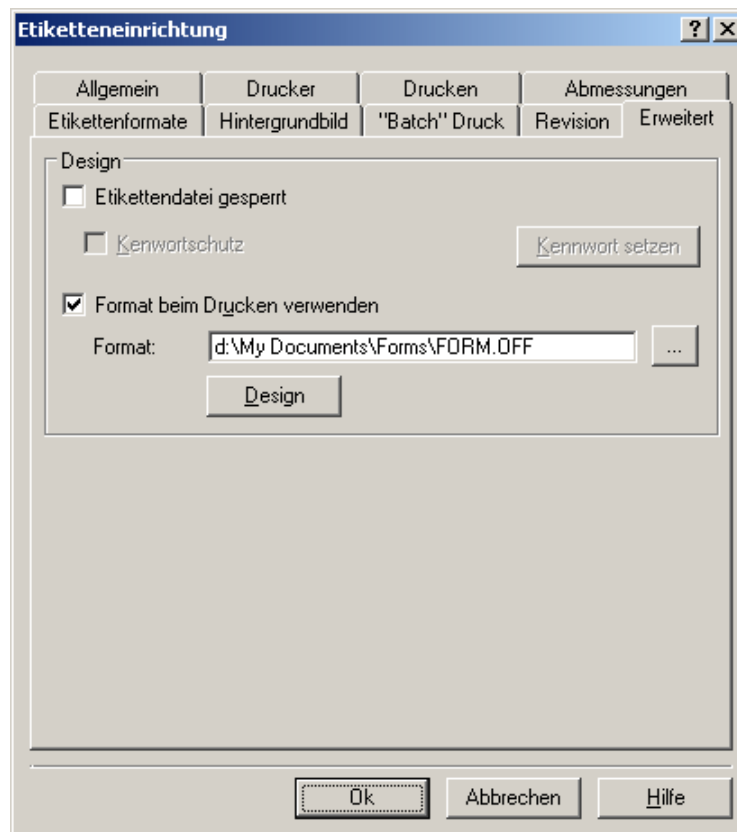 Etiketteneinrichtung
Allgemein Drucker Drucken Abmessungen
Etikettenformate Hintergrundbild "Batch" Druck Revision Erweitert
Design
Etikettendatei gesperrt
Kenwortschutz Kennwort setzen
Format beim Drucken verwenden
Format: d:\My Documents\Forms\FORM.OFF ...
Design
Ok Abbrechen Hilfe